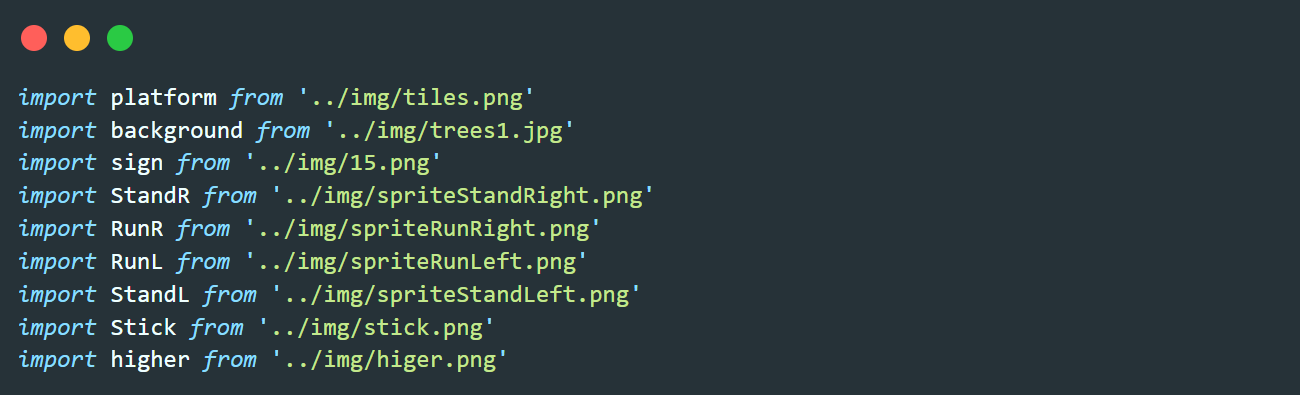 import platform from '../img/tiles.png'
import background from '../img/trees1.jpg'
import sign from '../img/15.png'
import StandR from '../img/spriteStandRight.png'
import RunR from '../img/spriteRunRight.png'
import RunL from '../img/spriteRunLeft.png'
import StandL from '../img/spriteStandLeft.png'
import Stick from '../img/stick.png'
import higher from '../img/higer.png'